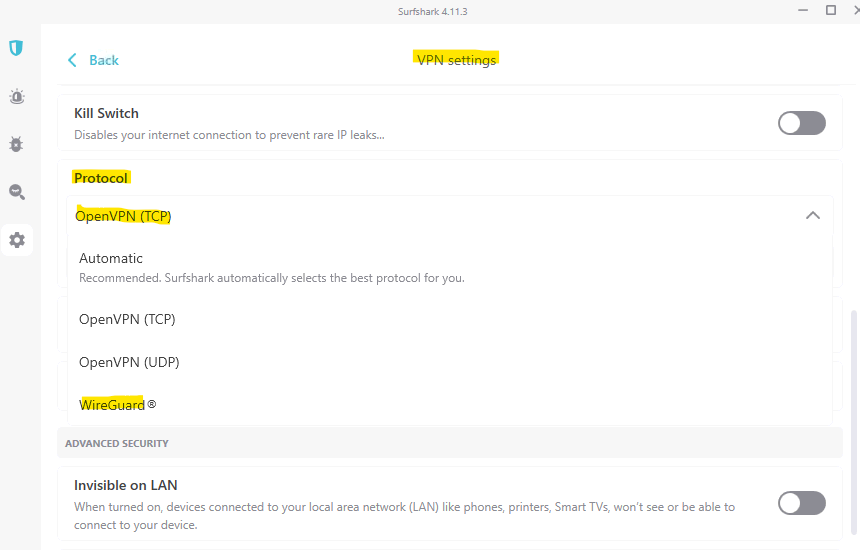 Surfshark 4.11.3
Back
VPN settings
Kill Switch
Disables your internet connection to prevent rare IP leaks...
Protocol
OpenVPN (TCP)
Automatic
Recommended. Surfshark automatically selects the best protocol for you.
OpenVPN (TCP)
OpenVPN (UDP)
WireGuard®
ADVANCED SECURITY
Invisible on LAN
When turned on, devices connected to your local area network (LAN) like phones, printers, Smart TVs, won't see or be able to
connect to your device.